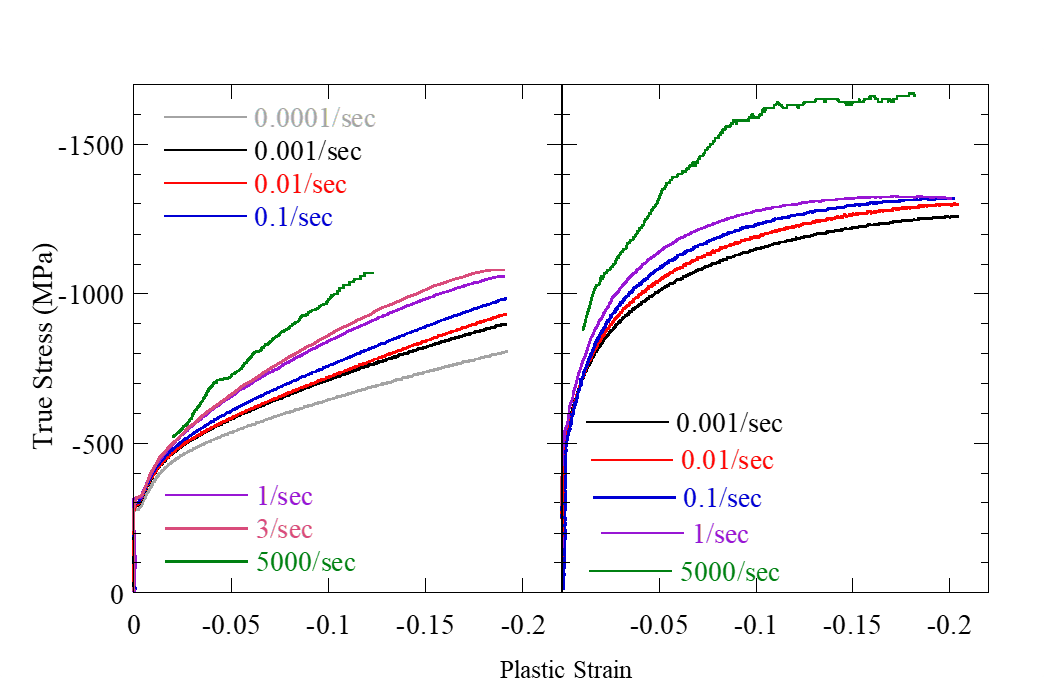 0.0001/sec
0.001/sec
0.01/sec
0.1/sec
1/sec
3/sec
5000/sec
0.001/sec
0.01/sec
0.1/sec
1/sec
5000/sec
True Stress (MPa)
-1500
-1000
-500
0
0 -0.05 -0.1 -0.15 -0.2 -0.05 -0.1 -0.15 -0.2
Plastic Strain